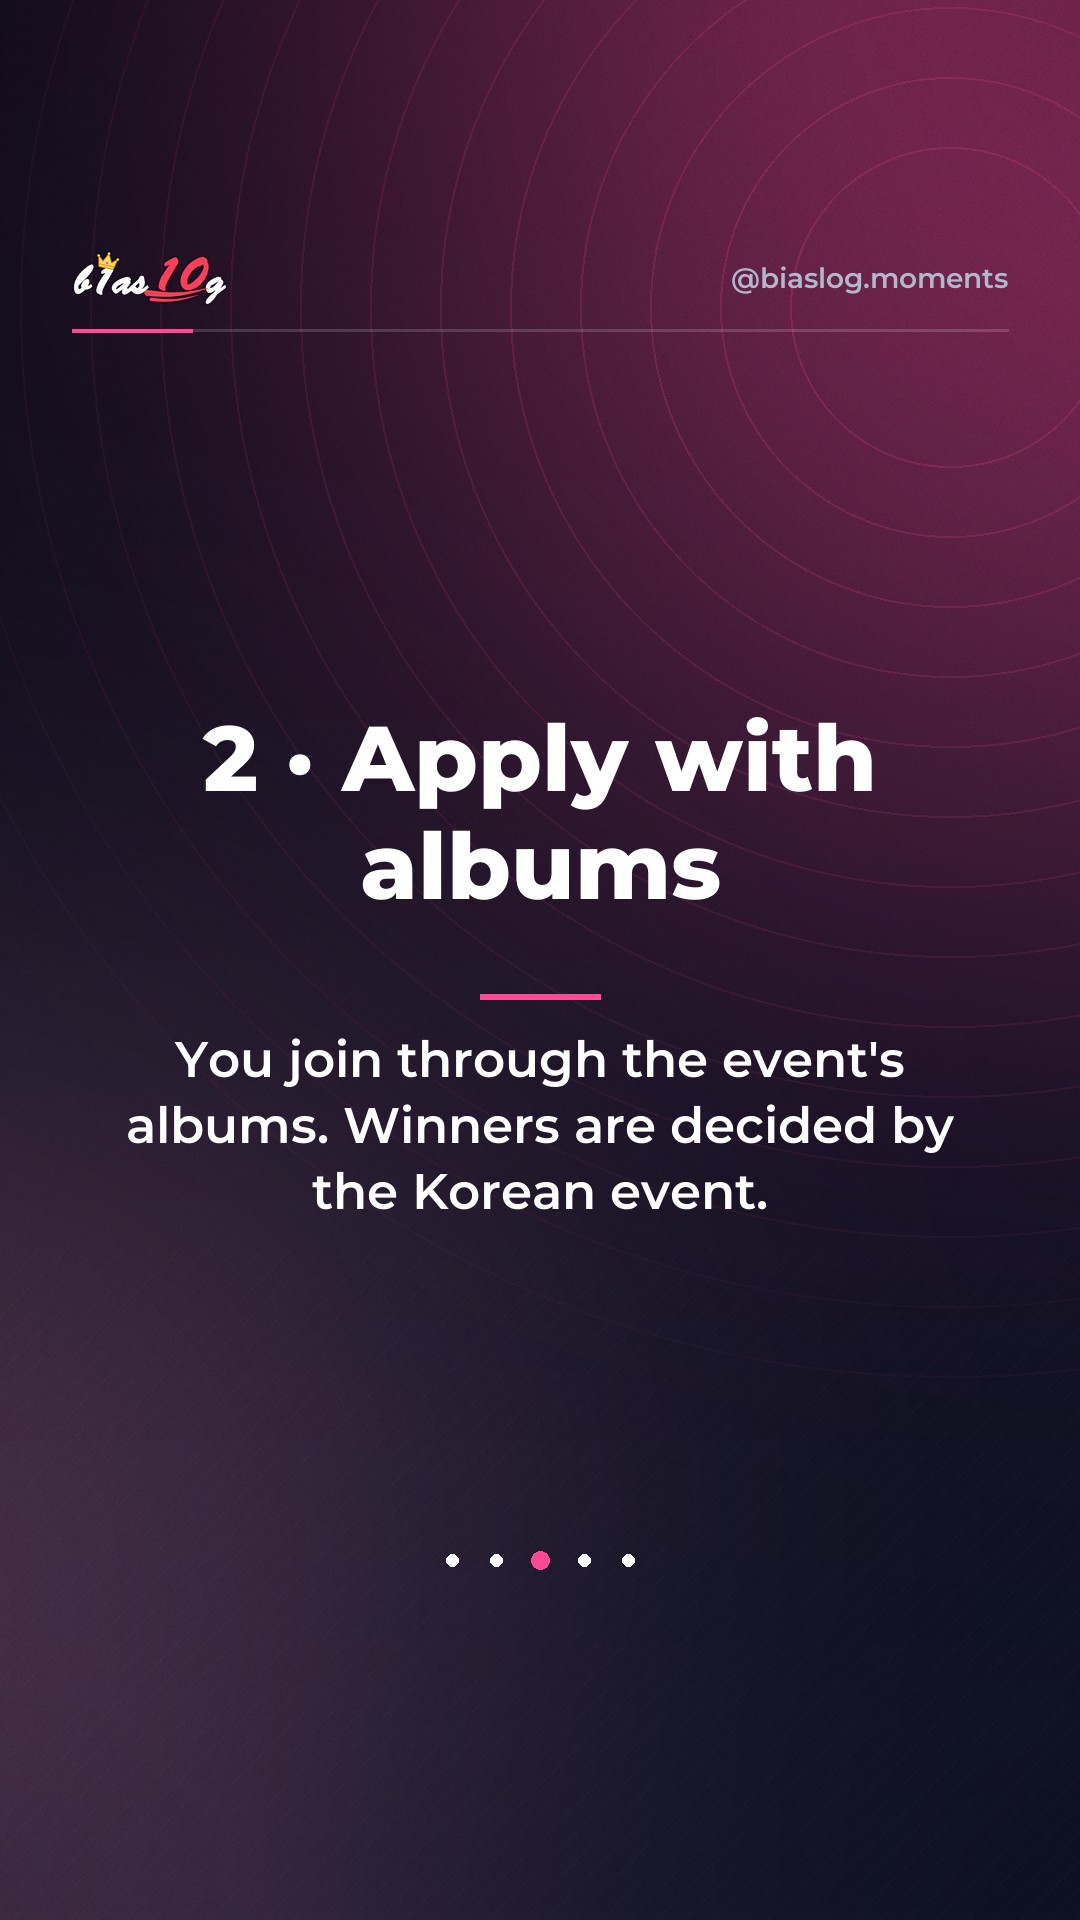 b1as10g
@biaslog.moments
2 • Apply with
albums
You join through the event's
albums. Winners are decided by
the Korean event.